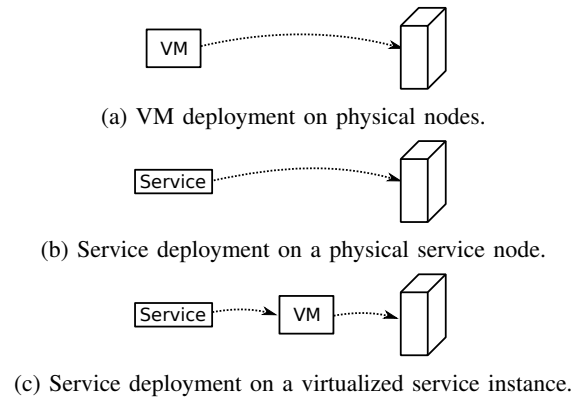 VM
(a) VM deployment on physical nodes.
Service
(b) Service deployment on a physical service node.
Service VM
(c) Service deployment on a virtualized service instance.